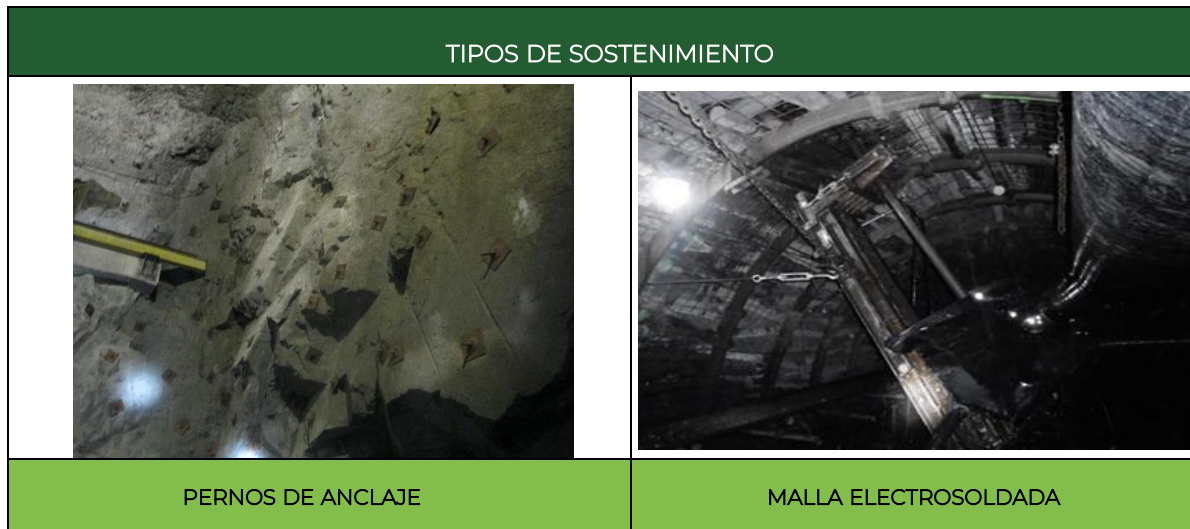 TIPOS DE SOSTENIMIENTO
PERNOS DE ANCLAJE
MALLA ELECTROSOLDADA